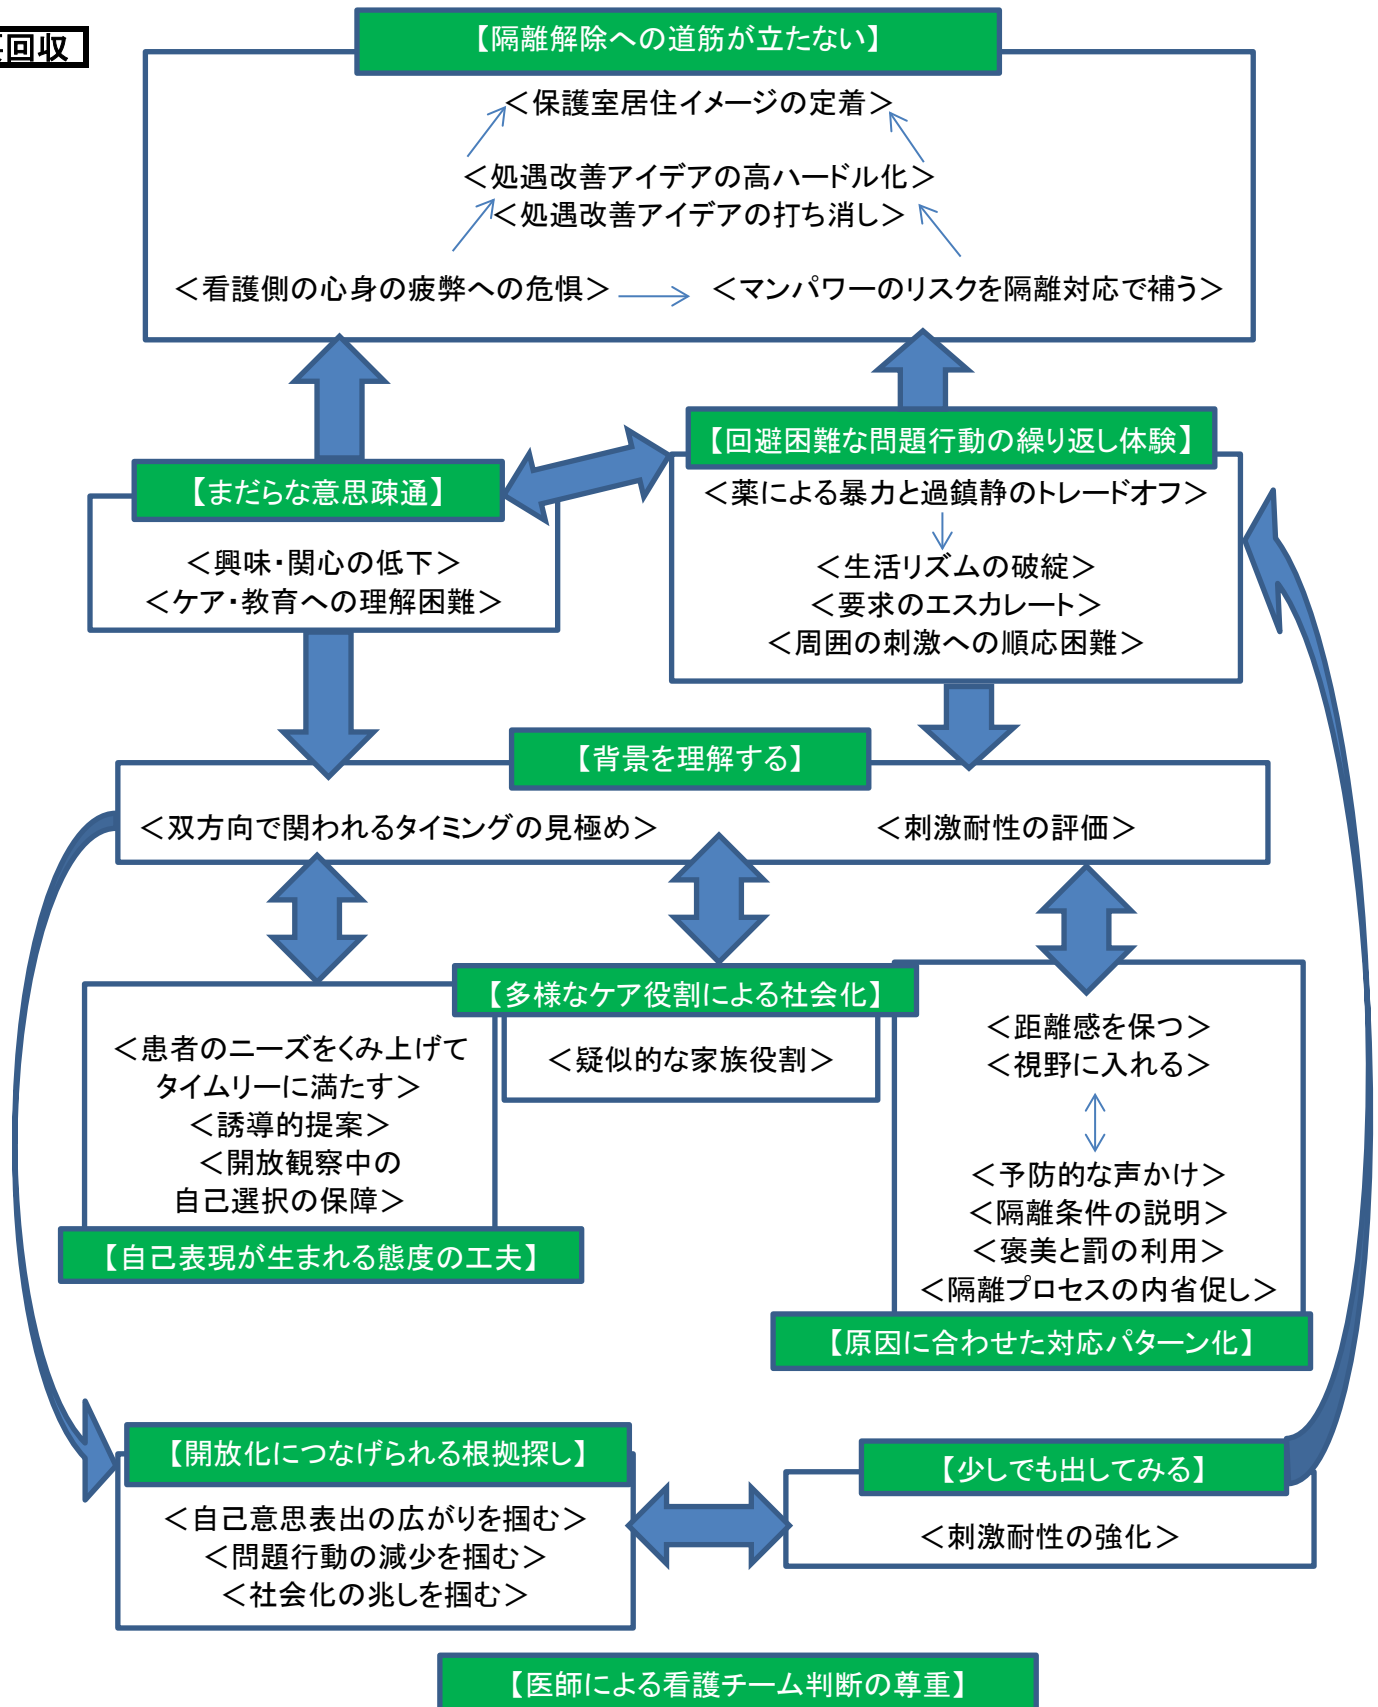 回収
【隔離解除への道筋が立たない】
＜保護室居住イメージの定着＞
＜処遇改善アイデアの高ハードル化＞
＜処遇改善アイデアの打ち消し＞
＜看護側の心身の疲弊への危惧＞
＜マンパワーのリスクを隔離対応で補う＞
【回避困難な問題行動の繰り返し体験】
＜薬による暴力と過鎮静のトレードオフ＞
＜生活リズムの破綻＞
＜要求のエスカレート＞
＜周囲の刺激への順応困難＞
【まだらな意思疎通】
＜興味・関心の低下＞
＜ケア・教育への理解困難＞
【背景を理解する】
＜双方向で関われるタイミングの見極め＞
＜刺激耐性の評価＞
【多様なケア役割による社会化】
＜疑似的な家族役割＞
＜患者のニーズをくみ上げて
タイムリーに満たす＞
＜誘導的提案＞
＜開放観察中の
自己選択の保障＞
【自己表現が生まれる態度の工夫】
＜距離感を保つ＞
＜視野に入れる＞
＜予防的な声かけ＞
＜隔離条件の説明＞
＜褒美と罰の利用＞
＜隔離プロセスの内省促し＞
【原因に合わせた対応パターン化】
【開放化につなげられる根拠探し】
＜自己意思表出の広がりを掴む＞
＜問題行動の減少を掴む＞
＜社会化の兆しを掴む＞
【少しでも出してみる】
＜刺激耐性の強化＞
【医師による看護チーム判断の尊重】